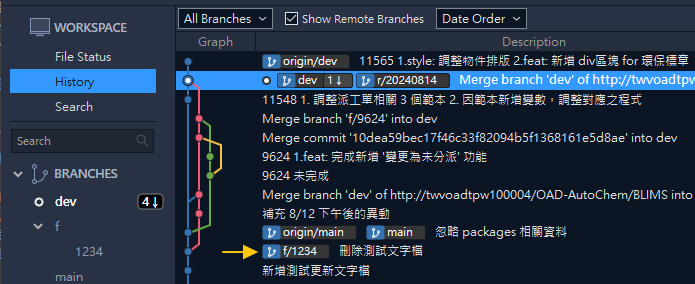 WORKSPACE
File Status
History
Search
Search
BRANCHES
dev 4↓
f
1234
main
All Branches Show Remote Branches Date Order
Graph Description
origin/dev 11565 1.style: 調整物件排版 2.feat: 新增 div區塊 for 環保標章
dev 1↓ r/20240814 Merge branch 'dev' of http://twvoadtpw
11548 1. 調整派工單相關 3 個範本 2. 因範本新增變數，調整對應之程式
Merge branch 'f/9624' into dev
Merge commit '10dea59bec17f46c33f82094b5f1368161e5d8ae' into dev
9624 1.feat: 完成新增 '變更為未分派' 功能
9624 未完成
Merge branch 'dev' of http://twvoadtpw100004/OAD-AutoChem/BLIMS into
補充 8/12 下午後的異動
origin/main main 忽略 packages 相關資料
f/1234 刪除測試文字檔
新增測試更新文字檔